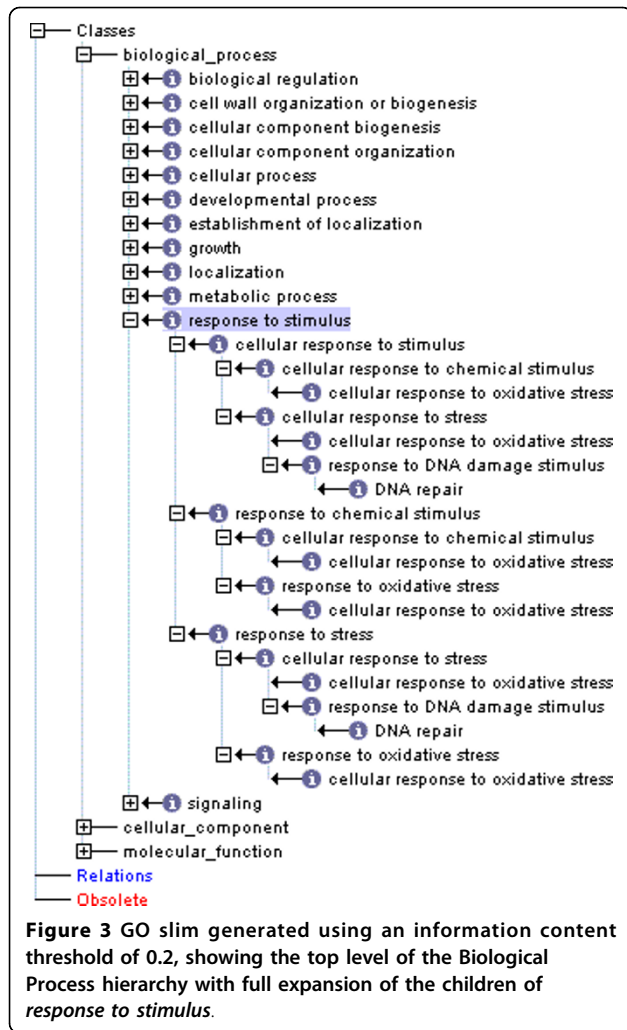 Classes
biological_process
biological regulation
cell wall organization or biogenesis
cellular component biogenesis
cellular component organization
cellular process
developmental process
establishment of localization
growth
localization
metabolic process
response to stimulus
cellular response to stimulus
cellular response to chemical stimulus
cellular response to oxidative stress
cellular response to stress
cellular response to oxidative stress
response to DNA damage stimulus
DNA repair
response to chemical stimulus
cellular response to chemical stimulus
cellular response to oxidative stress
response to oxidative stress
cellular response to oxidative stress
response to stress
cellular response to stress
cellular response to oxidative stress
response to DNA damage stimulus
DNA repair
response to oxidative stress
cellular response to oxidative stress
signaling
cellular_component
molecular_function
Relations
Obsolete
Figure 3 GO slim generated using an information content
threshold of 0.2, showing the top level of the Biological
Process hierarchy with full expansion of the children of
response to stimulus.